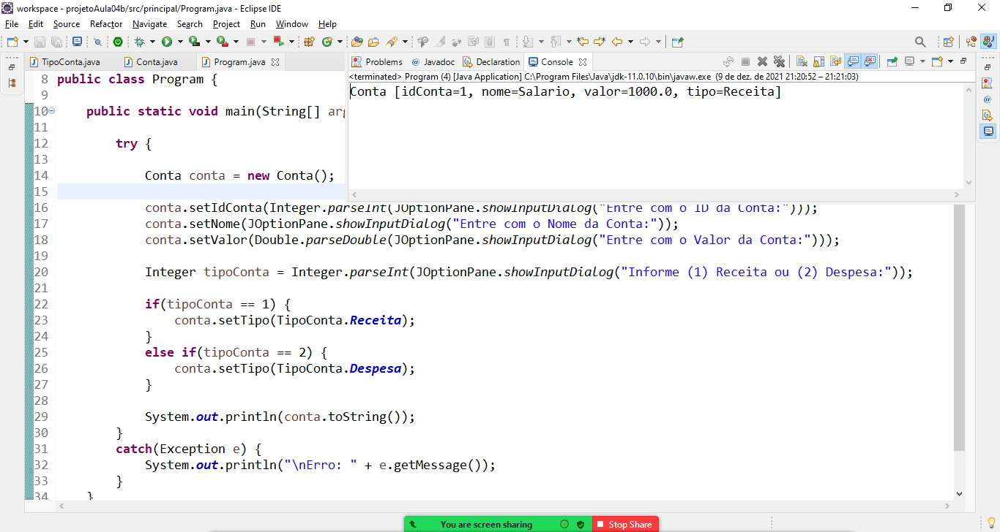 workspace - projetoAula04b/src/principal/Program.java - Eclipse IDE
File Edit Source Refactor Navigate Search Project Run Window Help
TipoConta.java Conta.java Program.java
Problems Javadoc Declaration Console
<terminated> Program (4) [Java Application] C:\Program Files\Java\jdk-11.0.10\bin\javaw.exe (9 de dez. de 2021 21:20:52 – 21:21:03)
Conta [idConta=1, nome=Salario, valor=1000.0, tipo=Receita]
8 public class Program {
9
10 public static void main(String[] arg
11
12 try {
13
14 Conta conta = new Conta();
15
16 conta.setIdConta(Integer.parseInt(JOptionPane.showInputDialog("Entre com o ID da Conta:")));
17 conta.setNome(JOptionPane.showInputDialog("Entre com o Nome da Conta:"));
18 conta.setValor(Double.parseDouble(JOptionPane.showInputDialog("Entre com o Valor da Conta:")));
19
20 Integer tipoConta = Integer.parseInt(JOptionPane.showInputDialog("Informe (1) Receita ou (2) Despesa:"));
21
22 if(tipoConta == 1) {
23 conta.setTipo(TipoConta.Receita);
24 }
25 else if(tipoConta == 2) {
26 conta.setTipo(TipoConta.Despesa);
27 }
28
29 System.out.println(conta.toString());
30 }
31 catch(Exception e) {
32 System.out.println("\nErro: " + e.getMessage());
33 }
34 }
You are screen sharing Stop Share